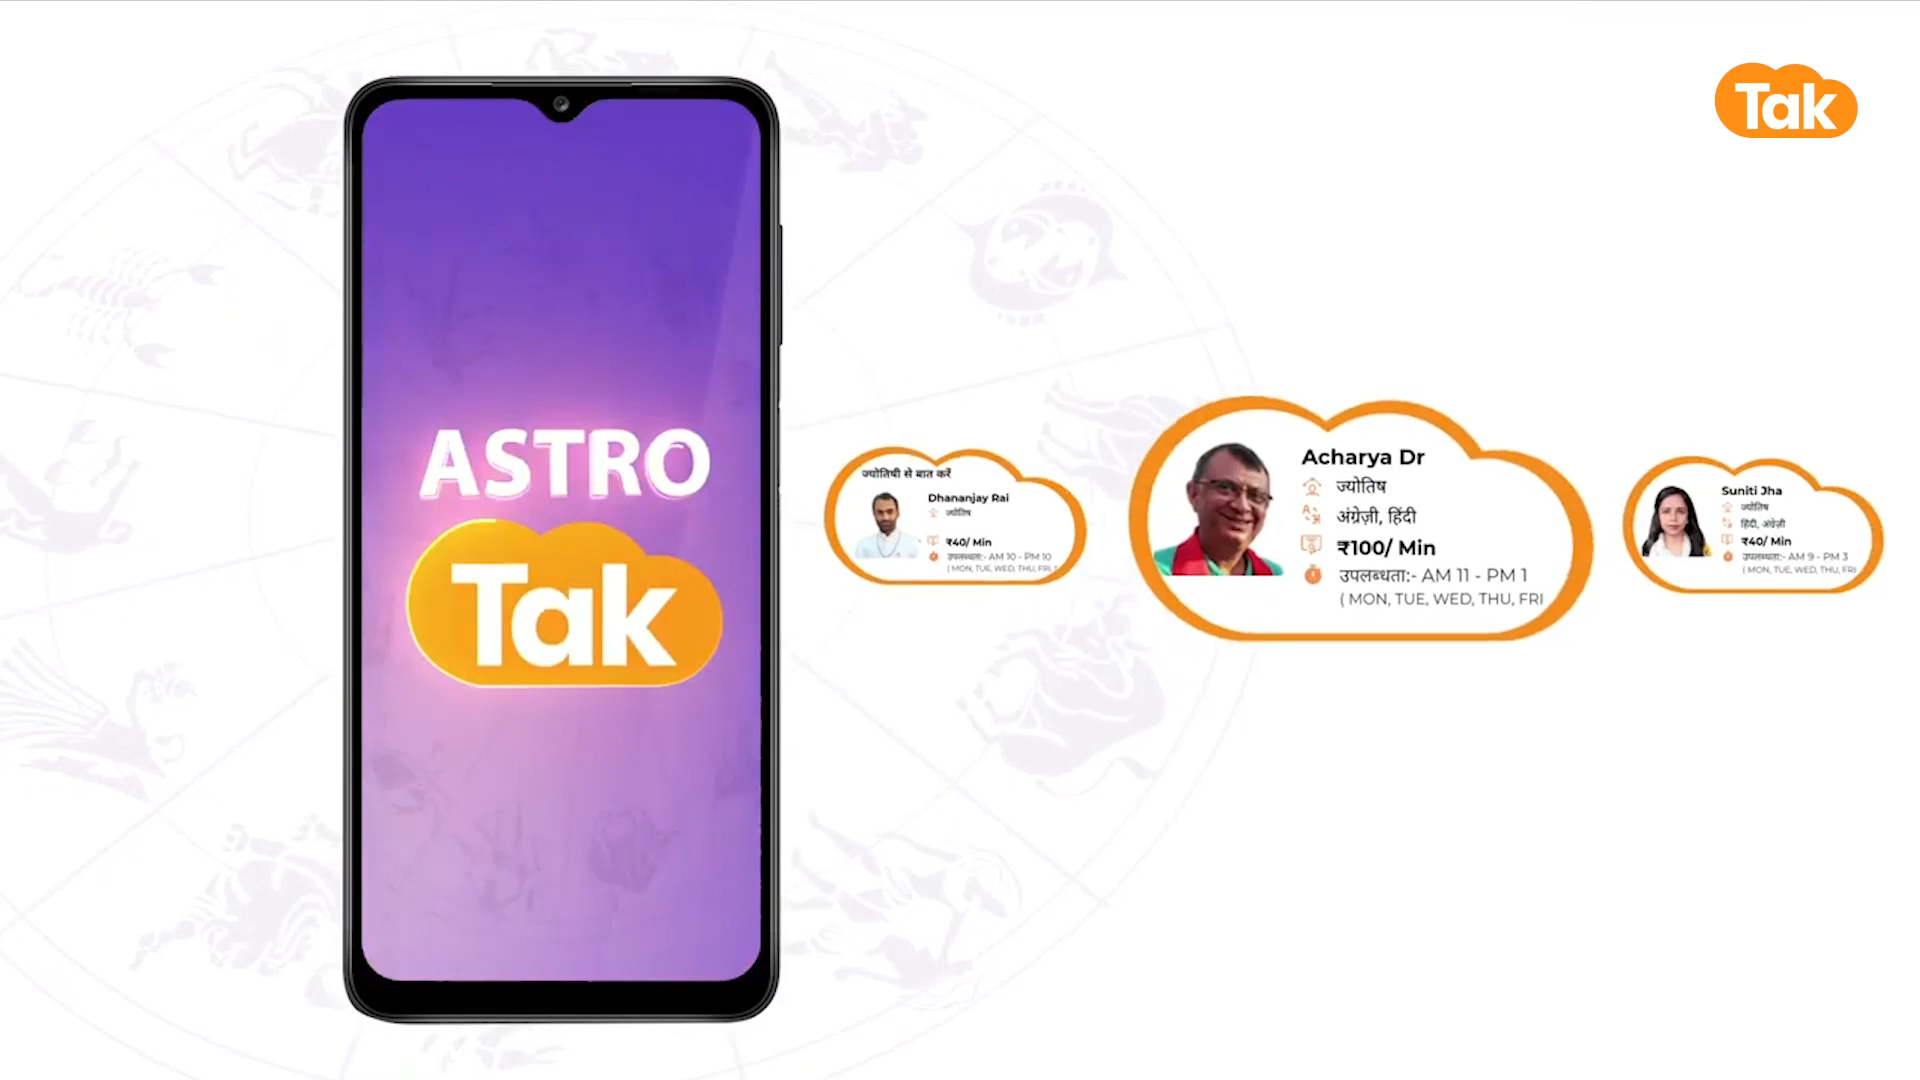 Tak
ASTRO
Tak
ज्योतिषी से बात करें
Dhananjay Rai
ज्योतिष
₹40/ Min
उपलब्धता:- AM 10 - PM 10
( MON, TUE, WED, THU, FRI, S
Acharya Dr
ज्योतिष
अंग्रेज़ी, हिंदी
₹100/ Min
उपलब्धता:- AM 11 - PM 1
( MON, TUE, WED, THU, FRI
Suniti Jha
ज्योतिष
हिंदी, अंग्रेज़ी
₹40/ Min
उपलब्धता:- AM 9 - PM 3
( MON, TUE, WED, THU, FRI